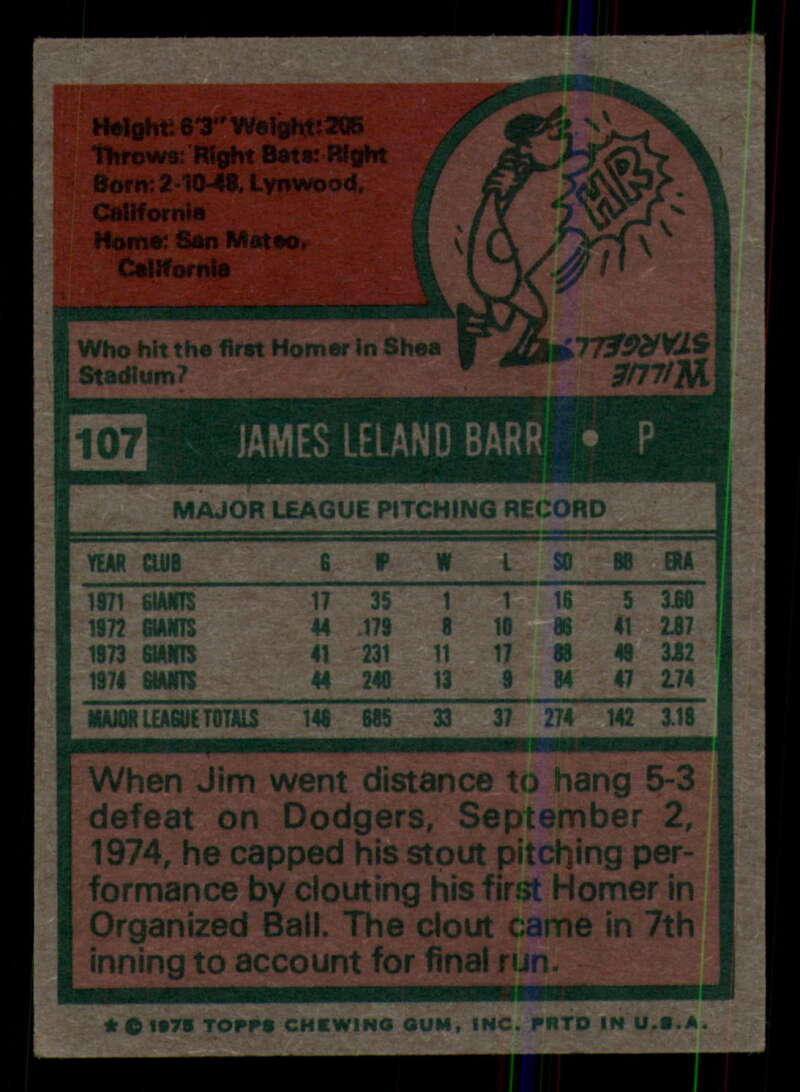 Height: 6'3" Weight: 205
Throws: Right Bats: Right
Born: 2-10-48, Lynwood,
California
Home: San Mateo,
California
HR
Who hit the first Homer in Shea
Stadium?
WILLIE
STARGELL.
107 JAMES LELAND BARR • P
MAJOR LEAGUE PITCHING RECORD
YEAR CLUB G IP W L SO BB ERA
1971 GIANTS 17 35 1 1 16 5 3.60
1972 GIANTS 44 179 8 10 86 41 2.87
1973 GIANTS 41 231 11 17 88 49 3.82
1974 GIANTS 44 240 13 9 84 47 2.74
MAJOR LEAGUE TOTALS 146 685 33 37 274 142 3.18
When Jim went distance to hang 5-3
defeat on Dodgers, September 2,
1974, he capped his stout pitching per-
formance by clouting his first Homer in
Organized Ball. The clout came in 7th
inning to account for final run.
★ © 1975 TOPPS CHEWING GUM, INC. PRTD IN U.S.A.